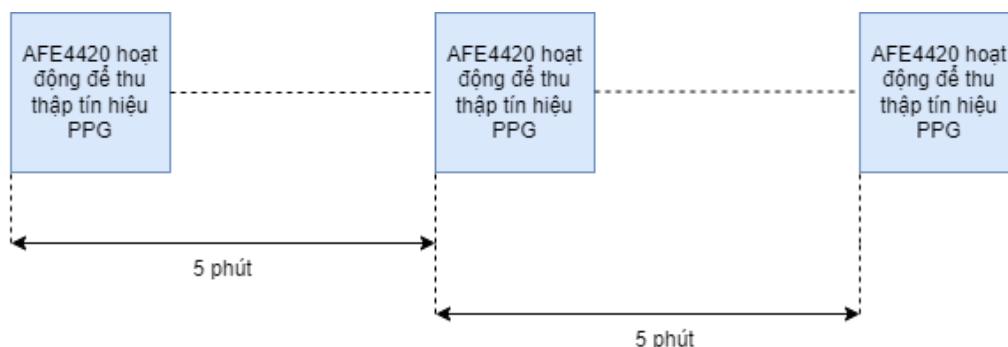 AFE4420 hoạt
động để thu
thập tín hiệu
PPG
AFE4420 hoạt
động để thu
thập tín hiệu
PPG
AFE4420 hoạt
động để thu
thập tín hiệu
PPG
5 phút
5 phút